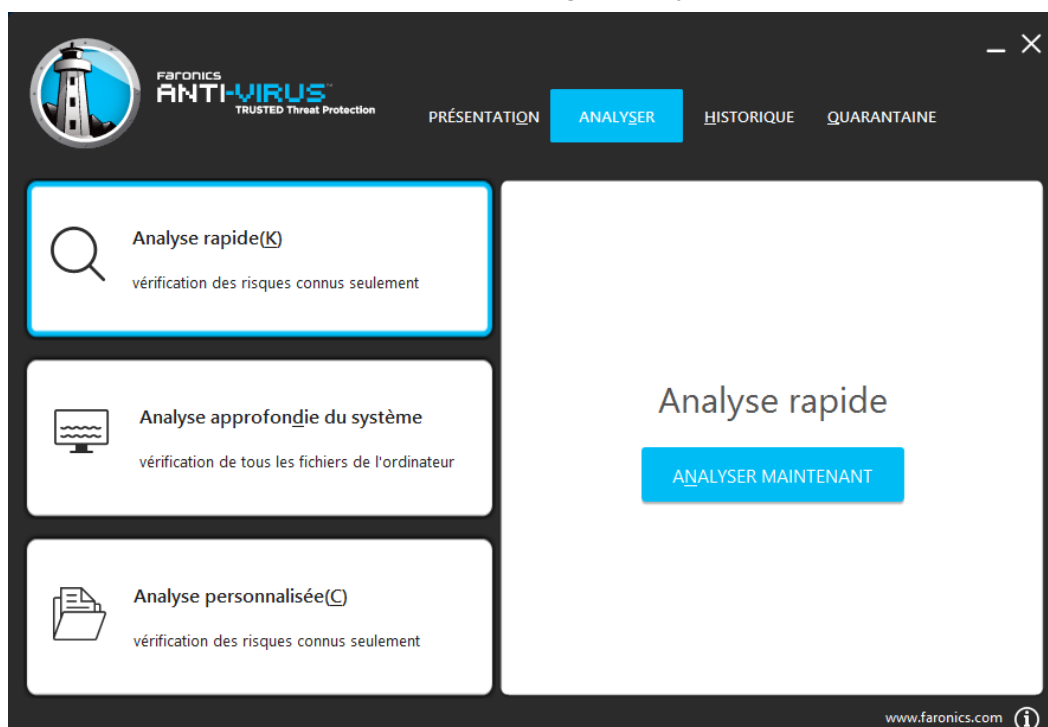 Faronics
ANTI-VIRUS™
TRUSTED Threat Protection
PRÉSENTATION ANALYSER HISTORIQUE QUARANTAINE
Analyse rapide(K)
vérification des risques connus seulement
Analyse approfondie du système
vérification de tous les fichiers de l'ordinateur
Analyse personnalisée(C)
vérification des risques connus seulement
Analyse rapide
ANALYSER MAINTENANT
www.faronics.com